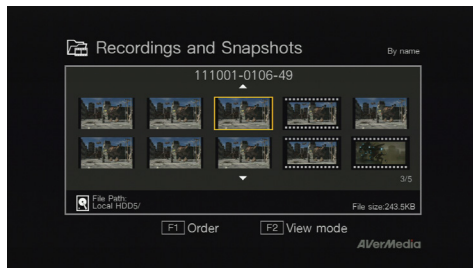 Recordings and Snapshots
By name
111001-0106-49
3/5
File Path:
Local HDD5/
File size:243.5KB
F1 Order
F2 View mode
AVerMedia